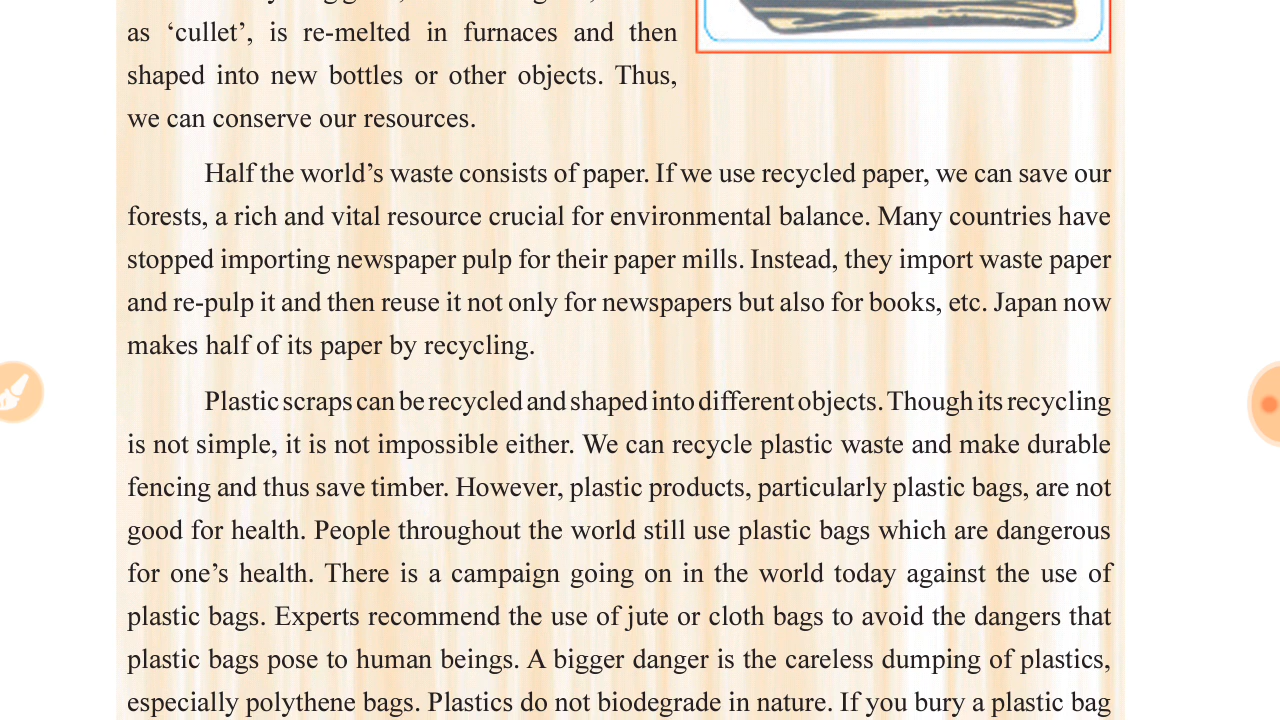 as ‘cullet’, is re-melted in furnaces and then
shaped into new bottles or other objects. Thus,
we can conserve our resources.
Half the world’s waste consists of paper. If we use recycled paper, we can save our
forests, a rich and vital resource crucial for environmental balance. Many countries have
stopped importing newspaper pulp for their paper mills. Instead, they import waste paper
and re-pulp it and then reuse it not only for newspapers but also for books, etc. Japan now
makes half of its paper by recycling.
Plastic scraps can be recycled and shaped into different objects. Though its recycling
is not simple, it is not impossible either. We can recycle plastic waste and make durable
fencing and thus save timber. However, plastic products, particularly plastic bags, are not
good for health. People throughout the world still use plastic bags which are dangerous
for one’s health. There is a campaign going on in the world today against the use of
plastic bags. Experts recommend the use of jute or cloth bags to avoid the dangers that
plastic bags pose to human beings. A bigger danger is the careless dumping of plastics,
especially polythene bags. Plastics do not biodegrade in nature. If you bury a plastic bag